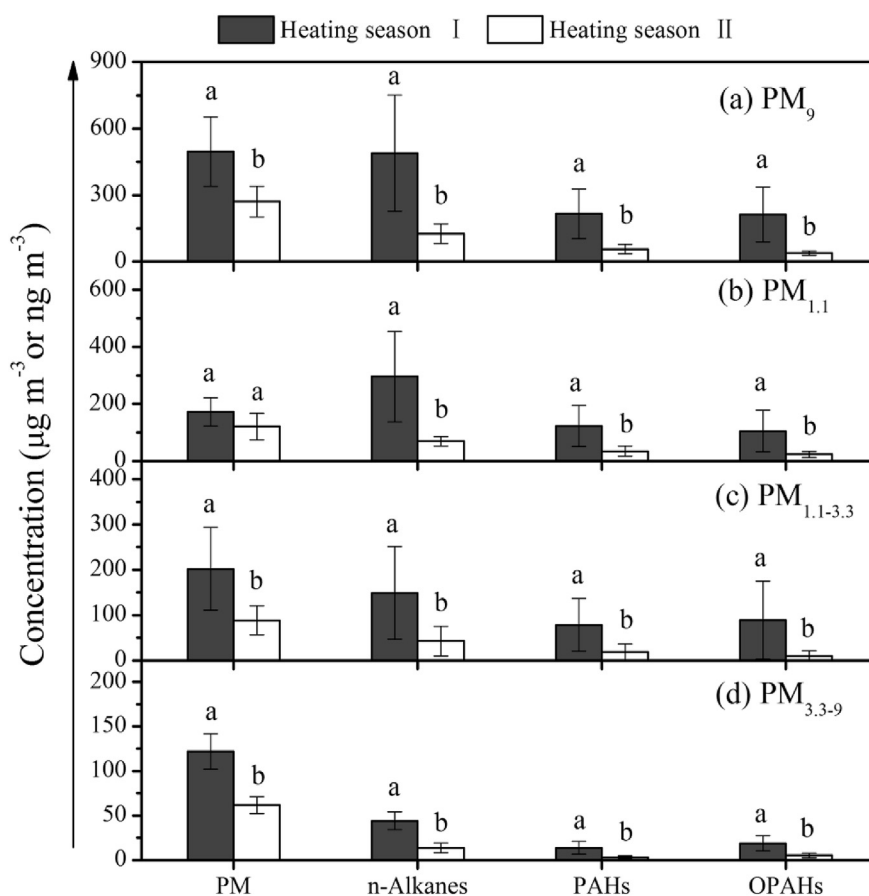 Heating season Ⅰ Heating season Ⅱ
Concentration (μg m⁻³ or ng m⁻³)
(a) PM₉
900
600
300
0
a b a b a b a b
(b) PM₁.₁
600
400
200
0
a a a b a b a b
(c) PM₁.₁₋₃.₃
400
300
200
100
0
a b a b a b a b
(d) PM₃.₃₋₉
200
150
100
50
0
a b a b a b a b
PM n-Alkanes PAHs OPAHs